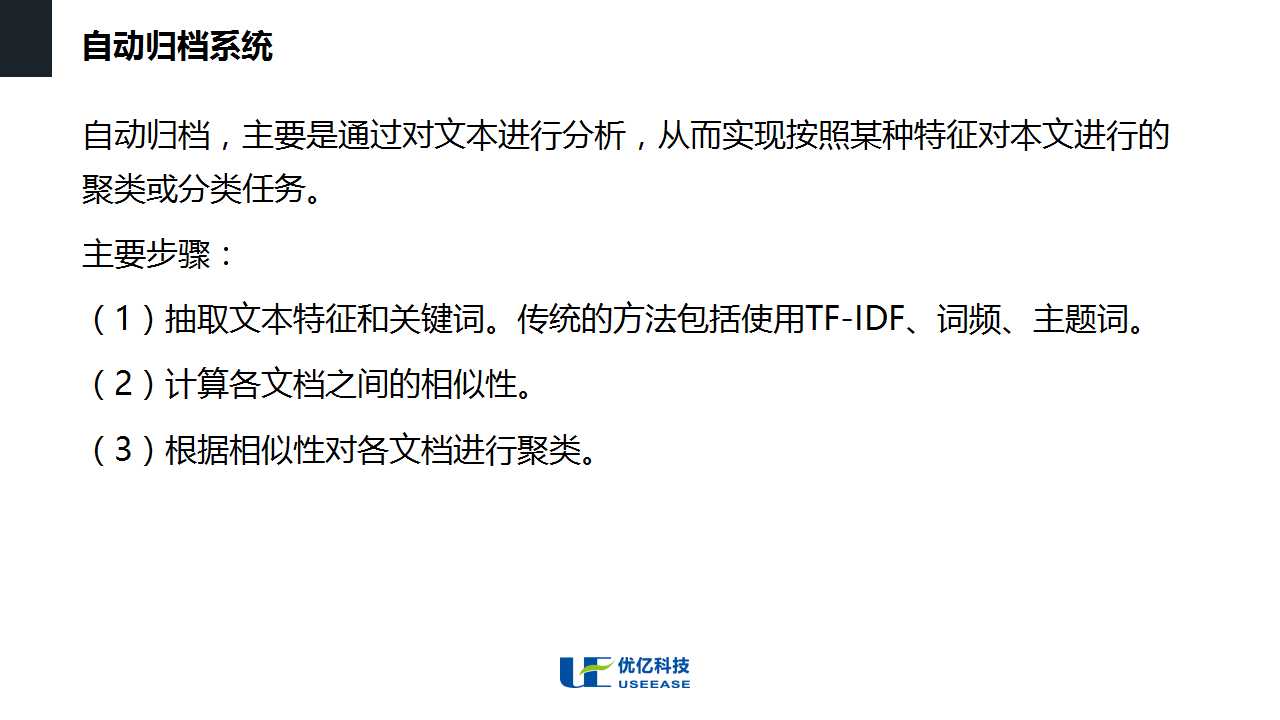 自动归档系统
自动归档，主要是通过对文本进行分析，从而实现按照某种特征对本文进行的
聚类或分类任务。
主要步骤：
（1）抽取文本特征和关键词。传统的方法包括使用TF-IDF、词频、主题词。
（2）计算各文档之间的相似性。
（3）根据相似性对各文档进行聚类。
UE 优亿科技
USEEASE